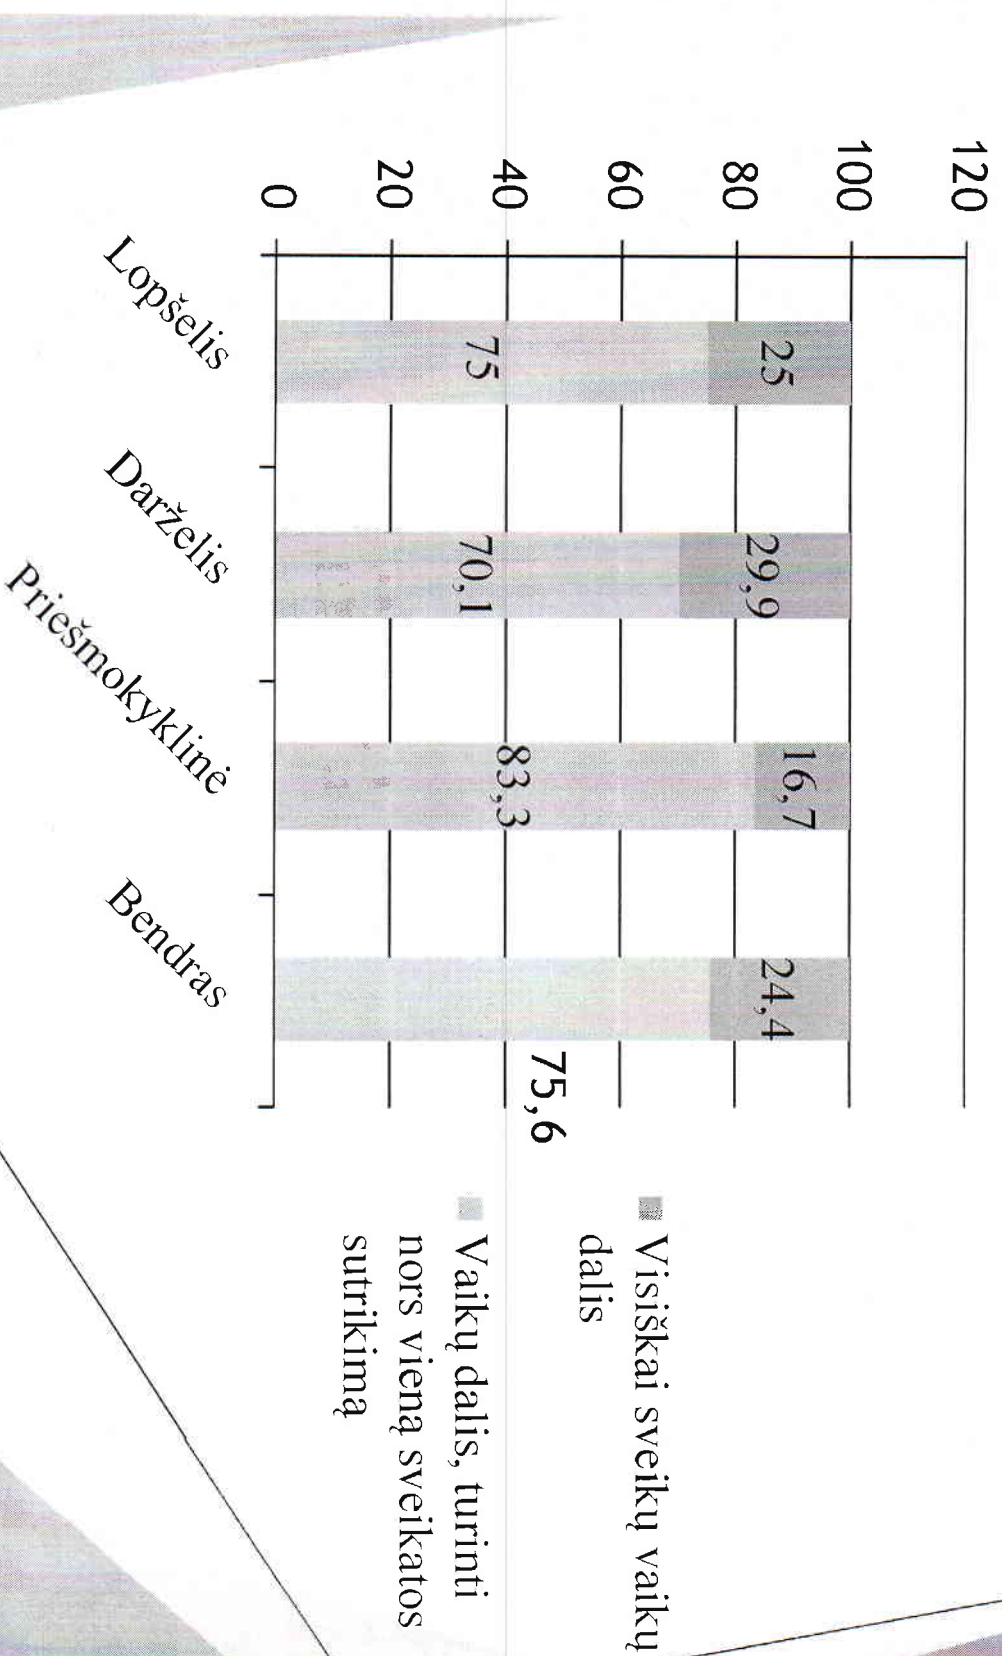 120
100
80
60
40
20
0
25
75
29,9
70,1
16,7
83,3
24,4
75,6
Lopšelis
Darželis
Priešmokyklinė
Bendras
Visiškai sveikų vaikų
dalis
Vaikų dalis, turinti
nors vieną sveikatos
sutrikimą